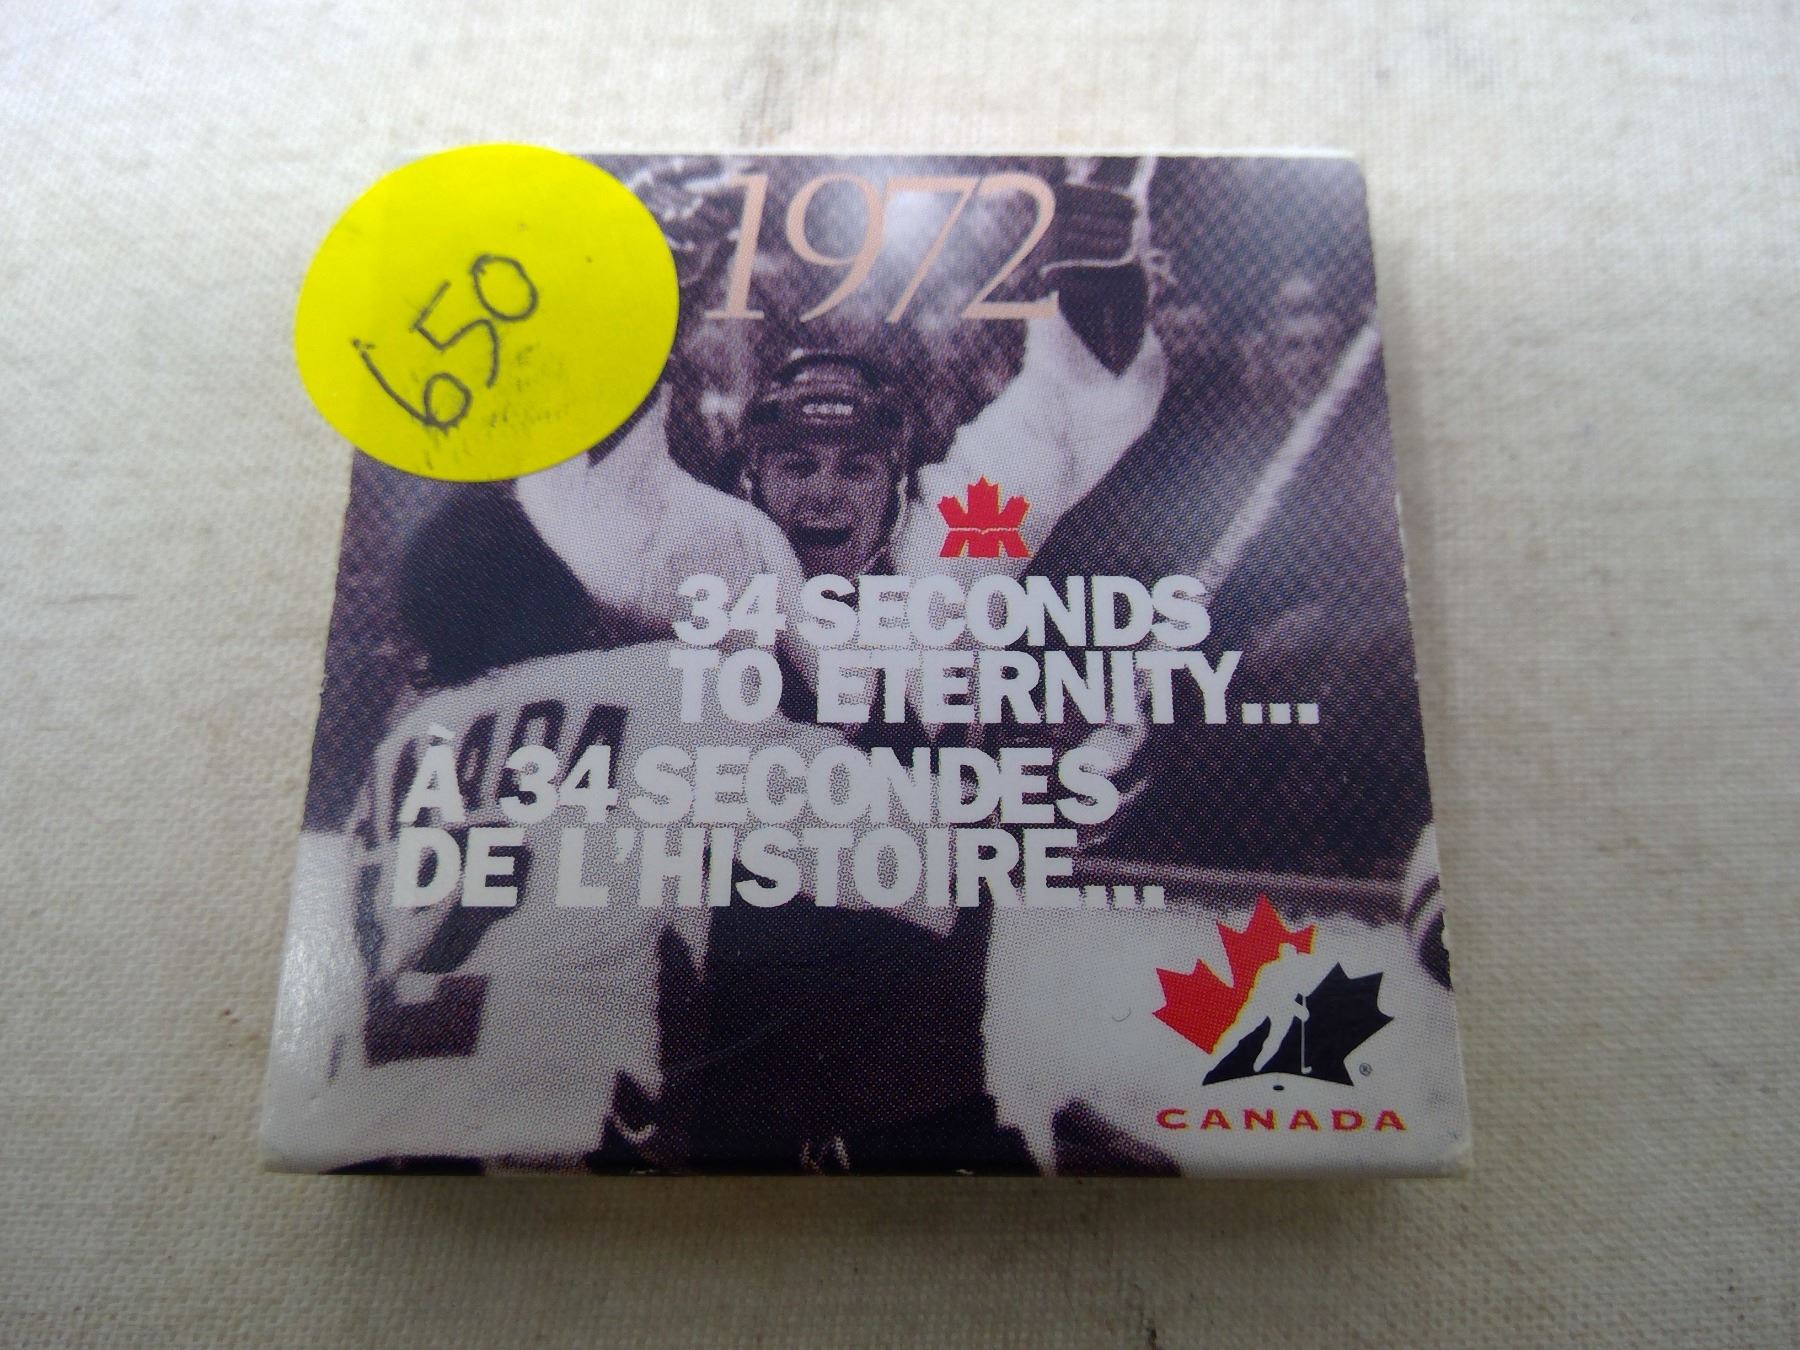 650
1972
34 SECONDS
TO ETERNITY...
À 34 SECONDES
DE L'HISTOIRE...
®
CANADA